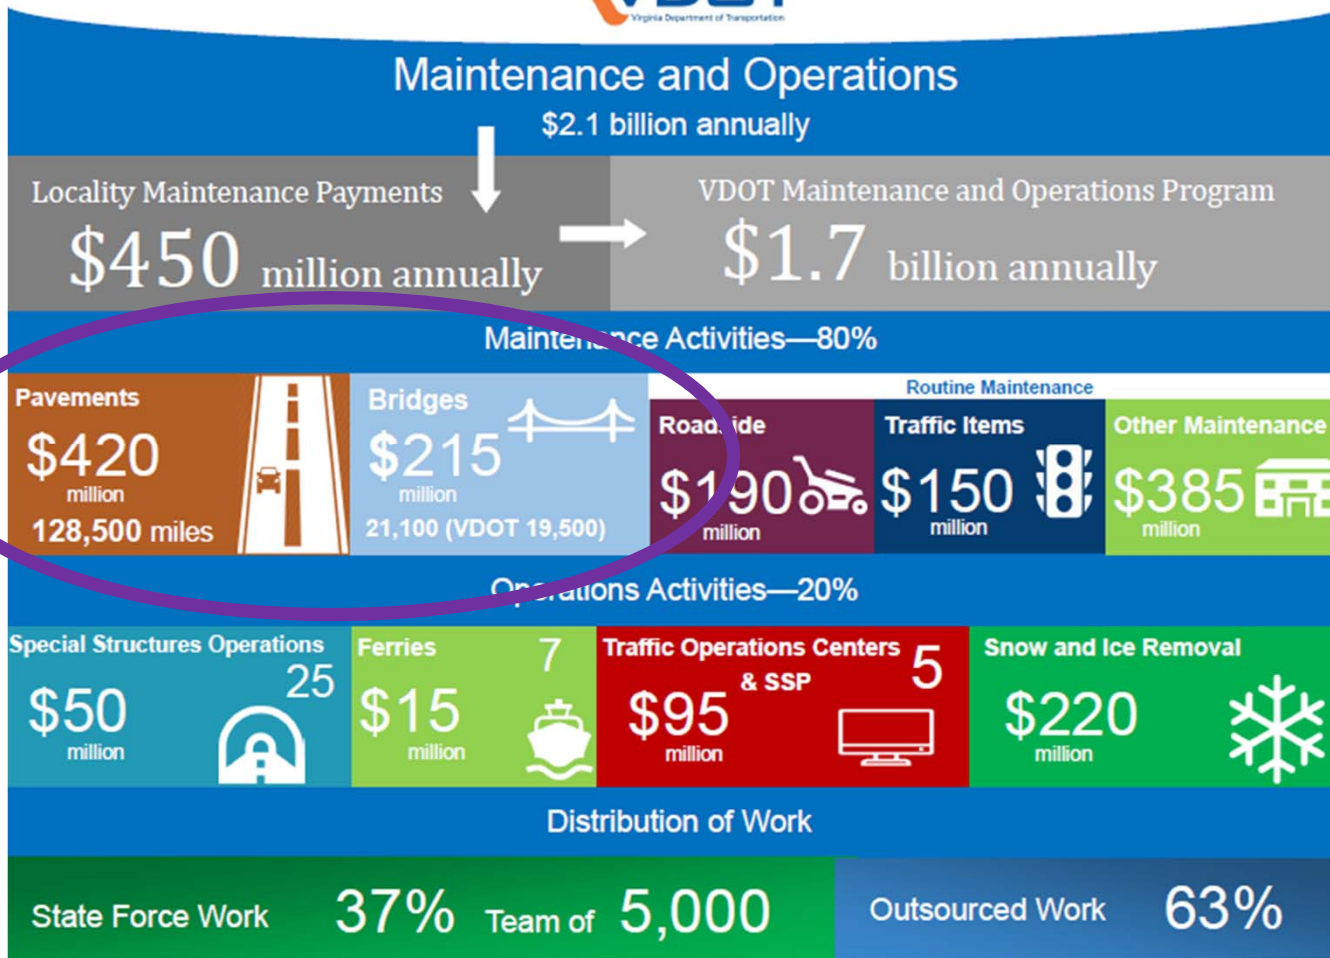 VDOT
Virginia Department of Transportation
Maintenance and Operations
$2.1 billion annually
Locality Maintenance Payments
$450 million annually
VDOT Maintenance and Operations Program
$1.7 billion annually
Maintenance Activities—80%
Pavements
$420
million
128,500 miles
Bridges
$215
million
21,100 (VDOT 19,500)
Routine Maintenance
Roadside
$190
million
Traffic Items
$150
million
Other Maintenance
$385
million
Operations Activities—20%
Special Structures Operations
25
$50
million
Ferries
7
$15
million
Traffic Operations Centers
& SSP
5
$95
million
Snow and Ice Removal
$220
million
Distribution of Work
State Force Work 37% Team of 5,000
Outsourced Work 63%